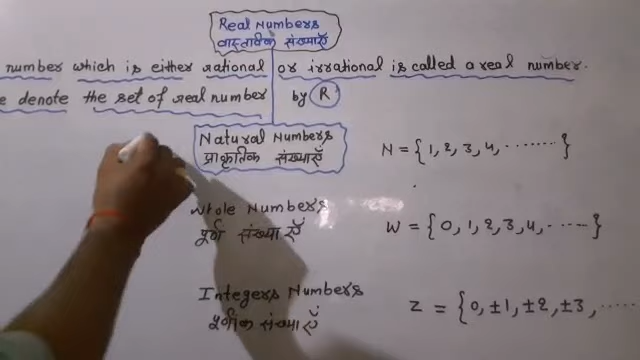 Real Numbers
वास्तविक संख्याएँ
number which is either rational or irrational is called a real number.
e denote the set of real number by R
Natural Numbers
प्राकृतिक संख्याएँ
N = {1, 2, 3, 4, ........}
Whole Numbers
पूर्ण संख्याएँ
W = {0, 1, 2, 3, 4, .....}
Integers Numbers
पूर्णांक संख्याएँ
Z = {0, ±1, ±2, ±3, .....